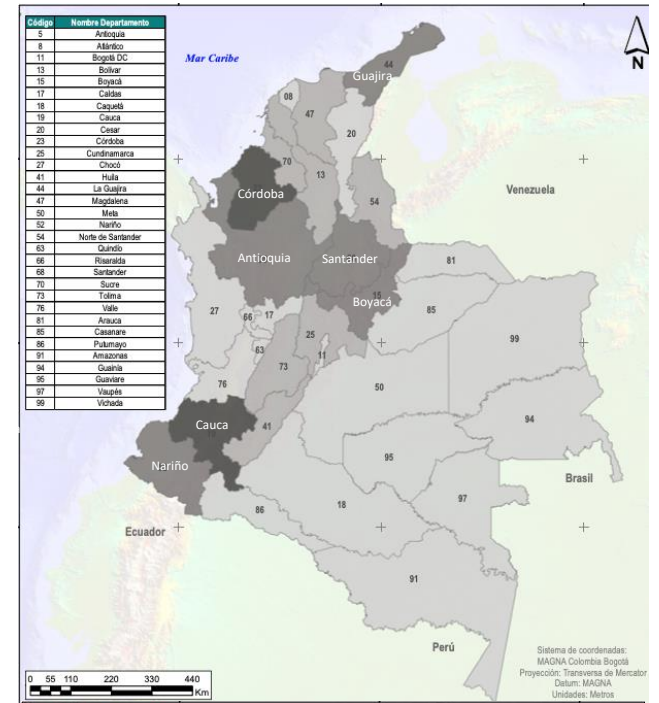 Código Nombre Departamento
5 Antioquia
8 Atlántico
11 Bogotá DC
13 Bolívar
15 Boyacá
17 Caldas
18 Caquetá
19 Cauca
20 Cesar
23 Córdoba
25 Cundinamarca
27 Chocó
41 Huila
44 La Guajira
47 Magdalena
50 Meta
52 Nariño
54 Norte de Santander
63 Quindío
66 Risaralda
68 Santander
70 Sucre
73 Tolima
76 Valle
81 Arauca
85 Casanare
86 Putumayo
91 Amazonas
94 Guainía
95 Guaviare
97 Vaupés
99 Vichada
Mar Caribe
N
44
Guajira
08
47
20
70
13
Córdoba
54
Venezuela
Antioquia
Santander
81
15
Boyacá
85
27
66
17
25
99
63
11
73
76
50
Cauca
41
94
Nariño
95
Brasil
97
18
86
Ecuador
91
Perú
Sistema de coordenadas:
MAGNA Colombia Bogotá
Proyección: Transversa de Mercator
Datum: MAGNA
Unidades: Metros
0 55 110 220 330 440
Km